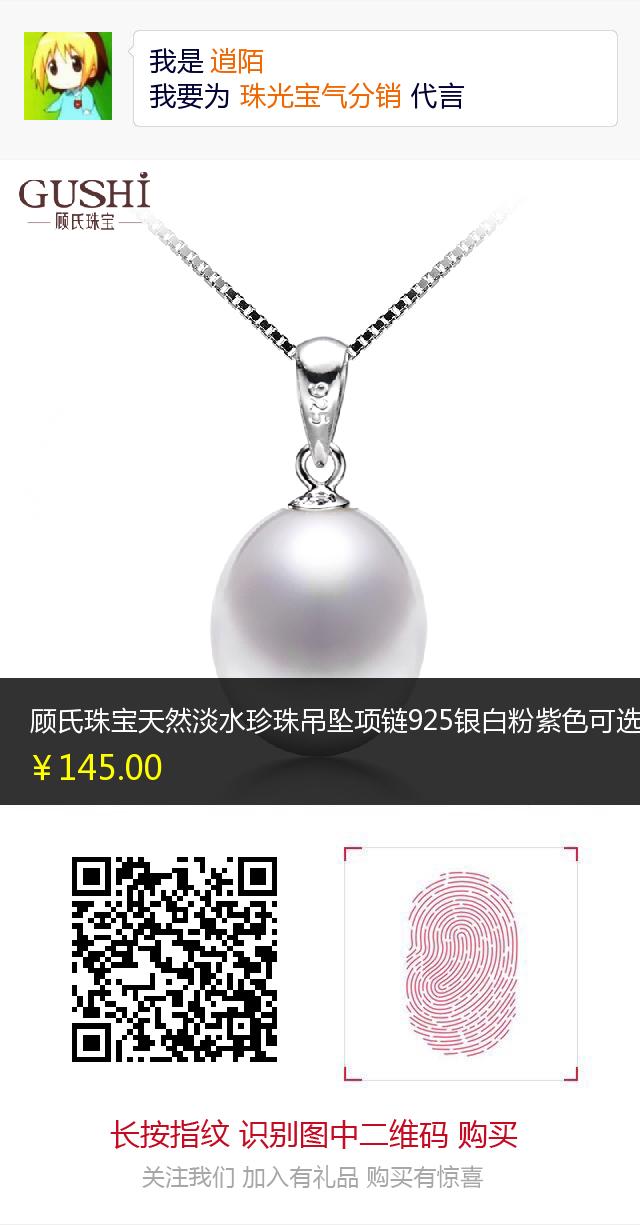 我是 逍陌
我要为 珠光宝气分销 代言
GUSHI
顾氏珠宝
925
顾氏珠宝天然淡水珍珠吊坠项链925银白粉紫色可选
￥145.00
长按指纹 识别图中二维码 购买
关注我们 加入有礼品 购买有惊喜